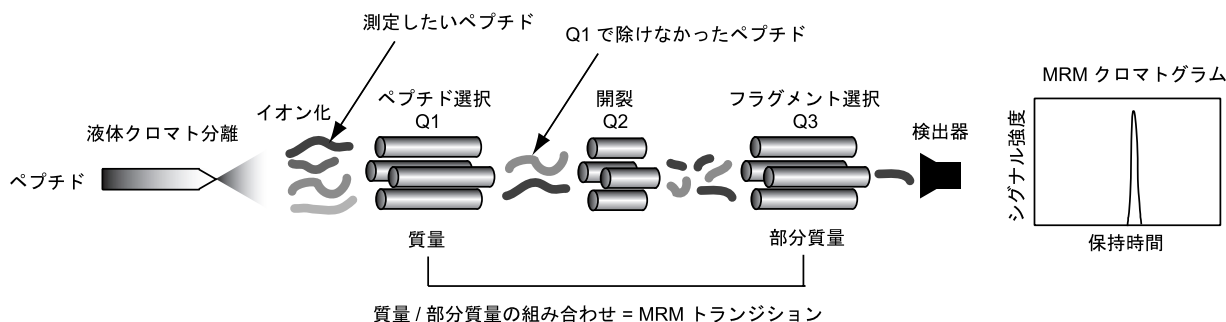 測定したいペプチド
Q1 で除けなかったペプチド
MRM クロマトグラム
イオン化
ペプチド選択
Q1
開裂
Q2
フラグメント選択
Q3
液体クロマト分離
検出器
ペプチド
シグナル強度
保持時間
質量
部分質量
質量 / 部分質量の組み合わせ = MRM トランジション